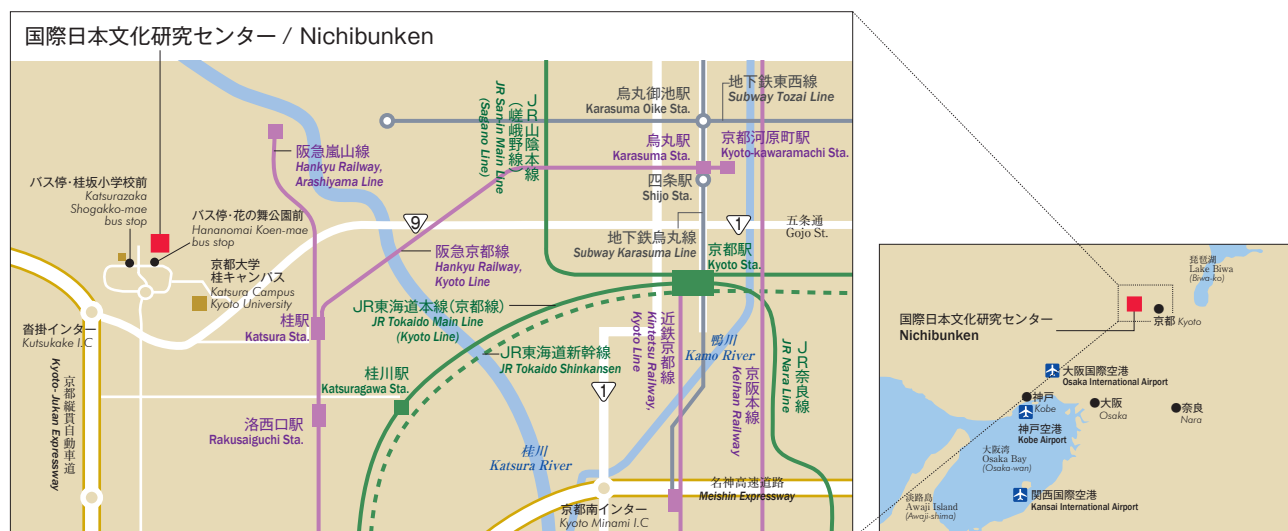 国際日本文化研究センター / Nichibunken
地下鉄東西線
Subway Tozai Line
烏丸御池駅
Karasuma Oike Sta.
JR山陰本線
（嵯峨野線）
JR San-in Main Line
(Sagano Line)
烏丸駅
Karasuma Sta.
京都河原町駅
Kyoto-kawaramachi Sta.
阪急嵐山線
Hankyu Railway,
Arashiyama Line
四条駅
Shijo Sta.
バス停・桂坂小学校前
Katsurazaka
Shogakko-mae
bus stop
バス停・花の舞公園前
Hananomai Koen-mae
bus stop
9
1
五条通
Gojo St.
地下鉄烏丸線
Subway Karasuma Line
阪急京都線
Hankyu Railway,
Kyoto Line
京都駅
Kyoto Sta.
京都大学
桂キャンパス
Katsura Campus
Kyoto University
JR東海道本線（京都線）
JR Tokaido Main Line
(Kyoto Line)
桂駅
Katsura Sta.
沓掛インター
Kutsukake I.C
JR東海道新幹線
JR Tokaido Shinkansen
近鉄京都線
Kintetsu Railway,
Kyoto Line
鴨川
Kamo River
京阪本線
Keihan Railway
JR奈良線
JR Nara Line
桂川駅
Katsuragawa Sta.
1
京都縦貫自動車道
Kyoto- Jukan Expressway
洛西口駅
Rakusaiguchi Sta.
桂川
Katsura River
名神高速道路
Meishin Expressway
京都南インター
Kyoto Minami I.C
琵琶湖
Lake Biwa
(Biwa-ko)
国際日本文化研究センター
Nichibunken
京都 Kyoto
大阪国際空港
Osaka International Airport
神戸
Kobe
大阪
Osaka
奈良
Nara
神戸空港
Kobe Airport
大阪湾
Osaka Bay
(Osaka-wan)
淡路島
Awaji Island
(Awaji-shima)
関西国際空港
Kansai International Airport